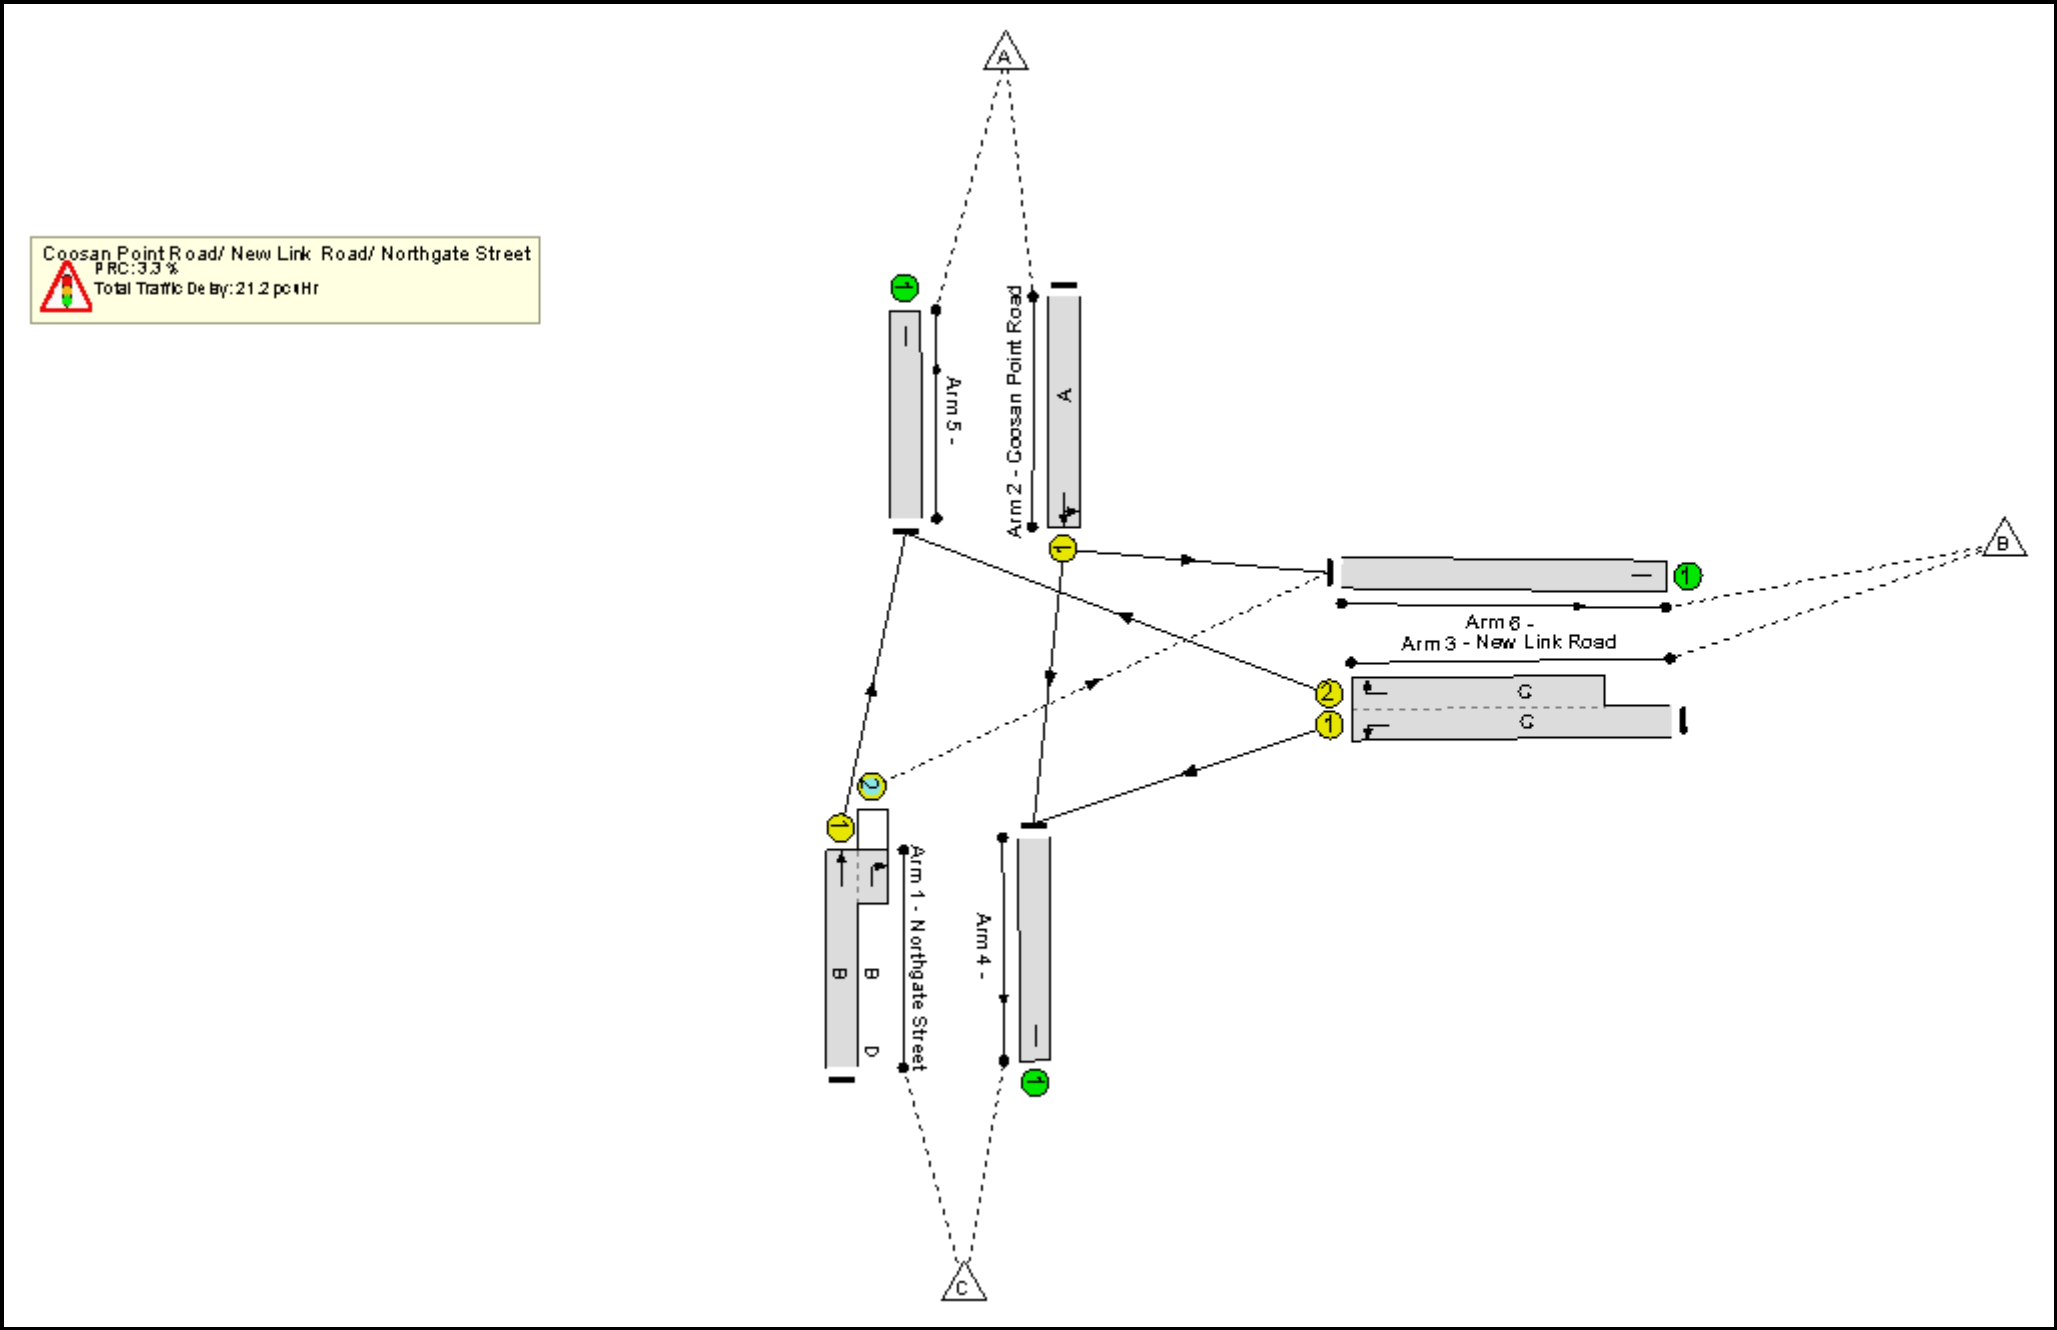 A
Coosan Point Road/ New Link Road/ Northgate Street
PRC: 3.3 %
Total Traffic Delay: 21.2 pcuHr
1
Arm 5 -
Arm 2 - Coosan Point Road
A
1
B
1
Arm 6 -
Arm 3 - New Link Road
2
C
1
C
2
1
Arm 1 - Northgate Street
B
B
D
Arm 4 -
1
C